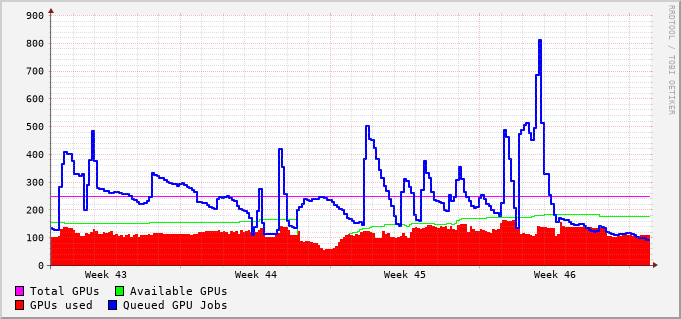 900
800
700
600
500
400
300
200
100
0
Week 43 Week 44 Week 45 Week 46
Total GPUs Available GPUs
GPUs used Queued GPU Jobs
RRDTOOL / TOBI OETIKER